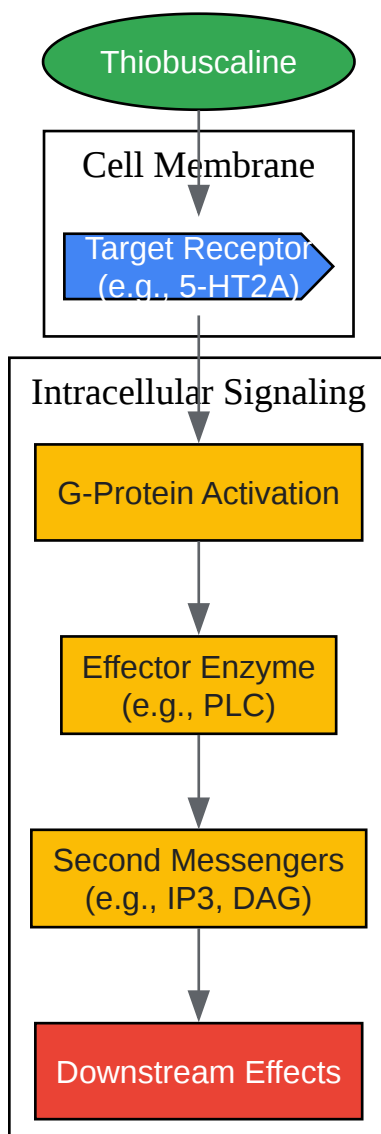 Thiobuscaline
Cell Membrane
Target Receptor
(e.g., 5-HT2A)
Intracellular Signaling
G-Protein Activation
Effector Enzyme
(e.g., PLC)
Second Messengers
(e.g., IP3, DAG)
Downstream Effects